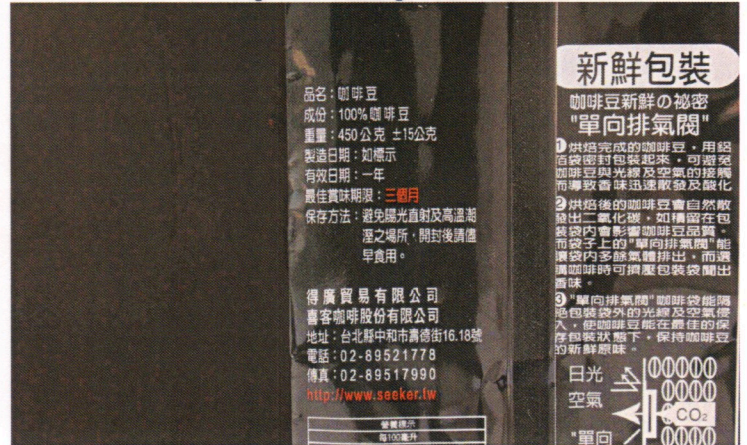 品名：咖啡豆
成份：100%咖啡豆
重量：450公克 ±15公克
製造日期：如標示
有效日期：一年
最佳賞味期限：三個月
保存方法：避免陽光直射及高溫潮
溼之場所，開封後請儘
早食用。
得廣貿易有限公司
喜客咖啡股份有限公司
地址：台北縣中和市壽德街16.18號
電話：02-89521778
傳真：02-89517990
http://www.seeker.tw
營養標示
每100毫升
新鮮包裝
咖啡豆新鮮の祕密
"單向排氣閥"
❶烘焙完成的咖啡豆，用鋁
箔袋密封包裝起來，可避免
咖啡豆與光線及空氣的接觸
而導致香味迅速散發及酸化
❷烘焙後的咖啡豆會自然散
發出二氧化碳，如積留在包
裝袋內會影響咖啡豆品質。
而袋子上的"單向排氣閥"能
讓袋內多餘氣體排出，而選
購咖啡時可擠壓包裝袋聞出
香味。
❸"單向排氣閥"咖啡袋能隔
絕包裝袋外的光線及空氣侵
入，使咖啡豆能在最佳的保
存包裝狀態下，保持咖啡豆
的新鮮原味。
日光
空氣
CO₂
"單向